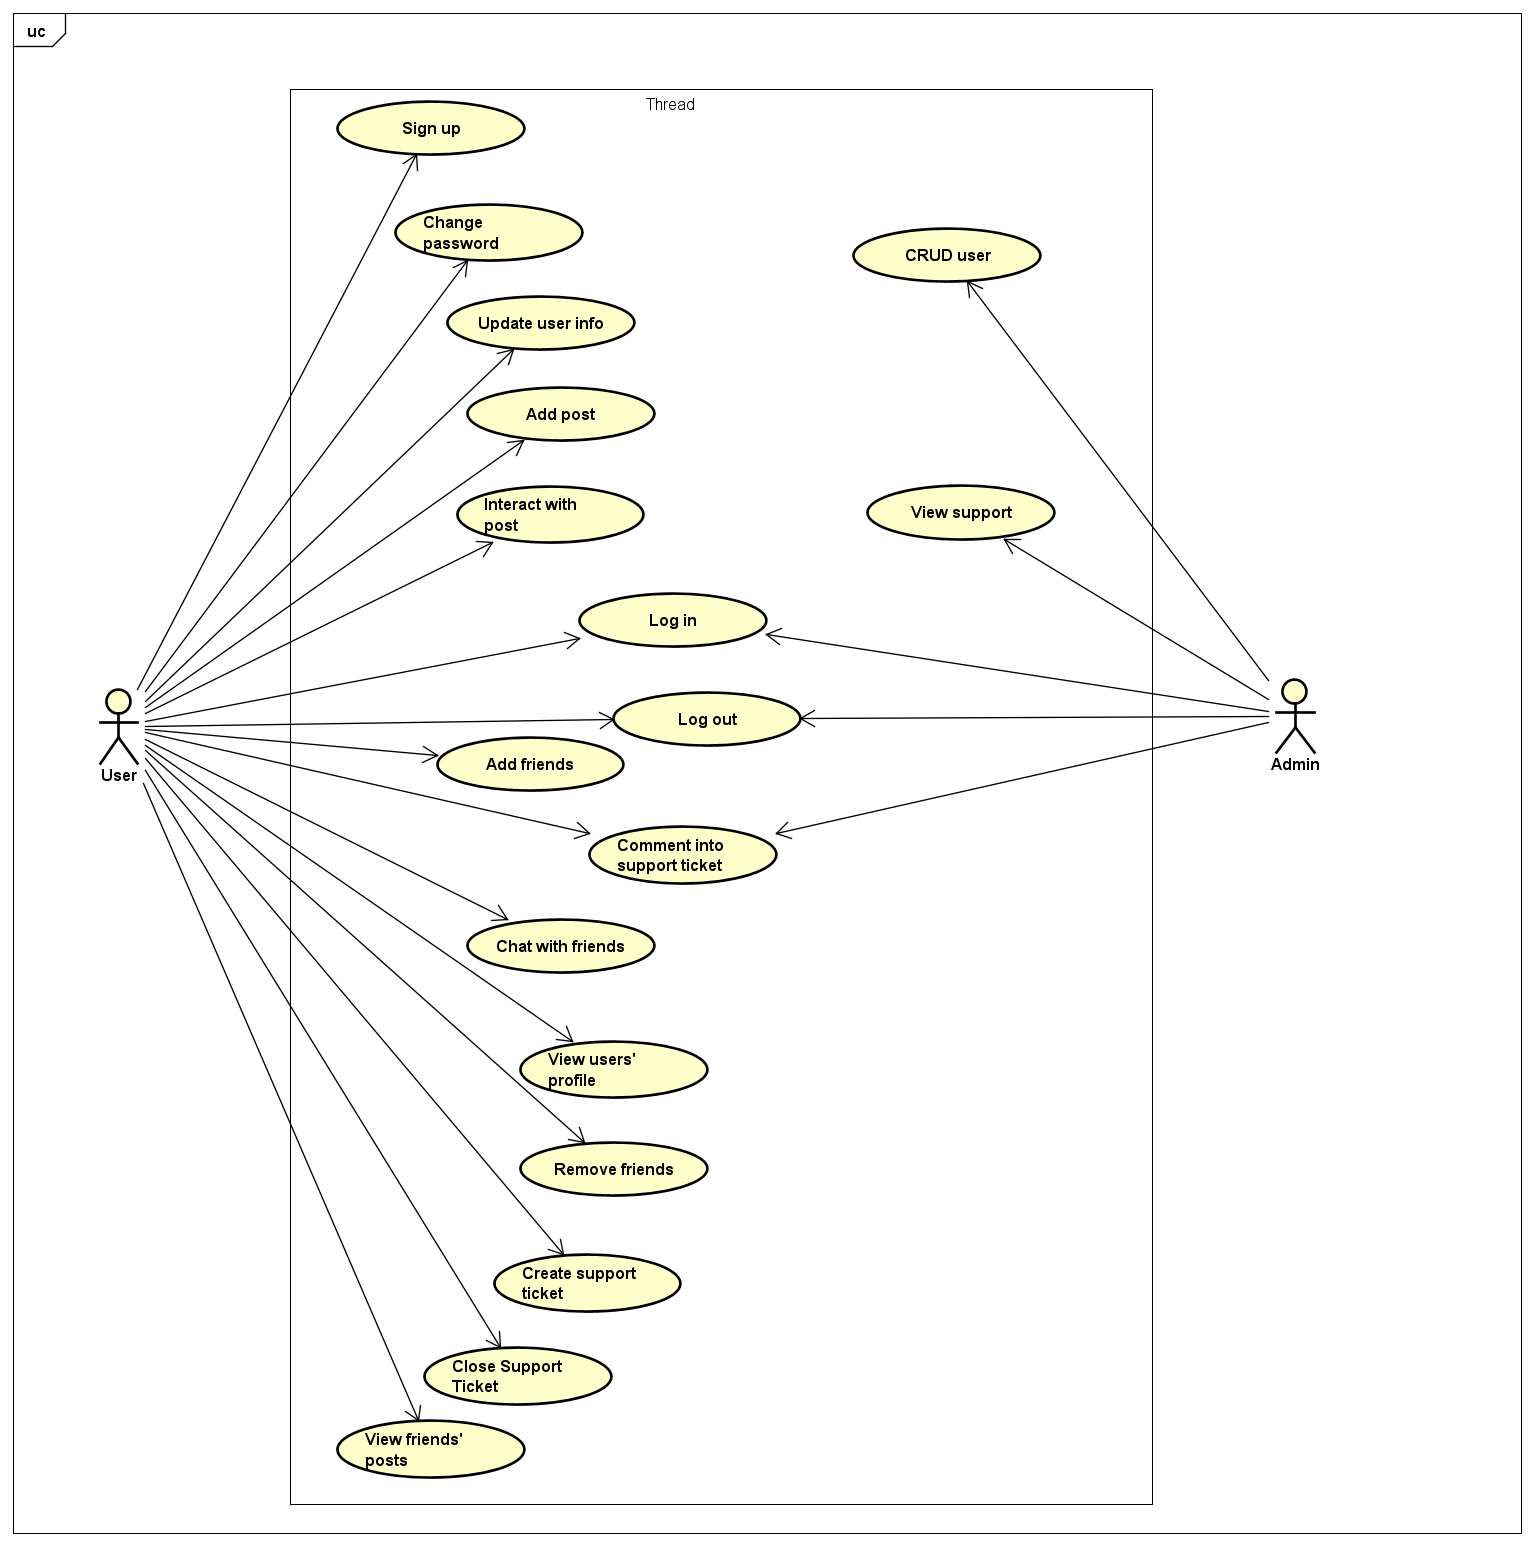 uc
Thread
Sign up
Change
password
CRUD user
Update user info
Add post
Interact with
post
View support
Log in
Log out
User
Admin
Add friends
Comment into
support ticket
Chat with friends
View users'
profile
Remove friends
Create support
ticket
Close Support
Ticket
View friends'
posts